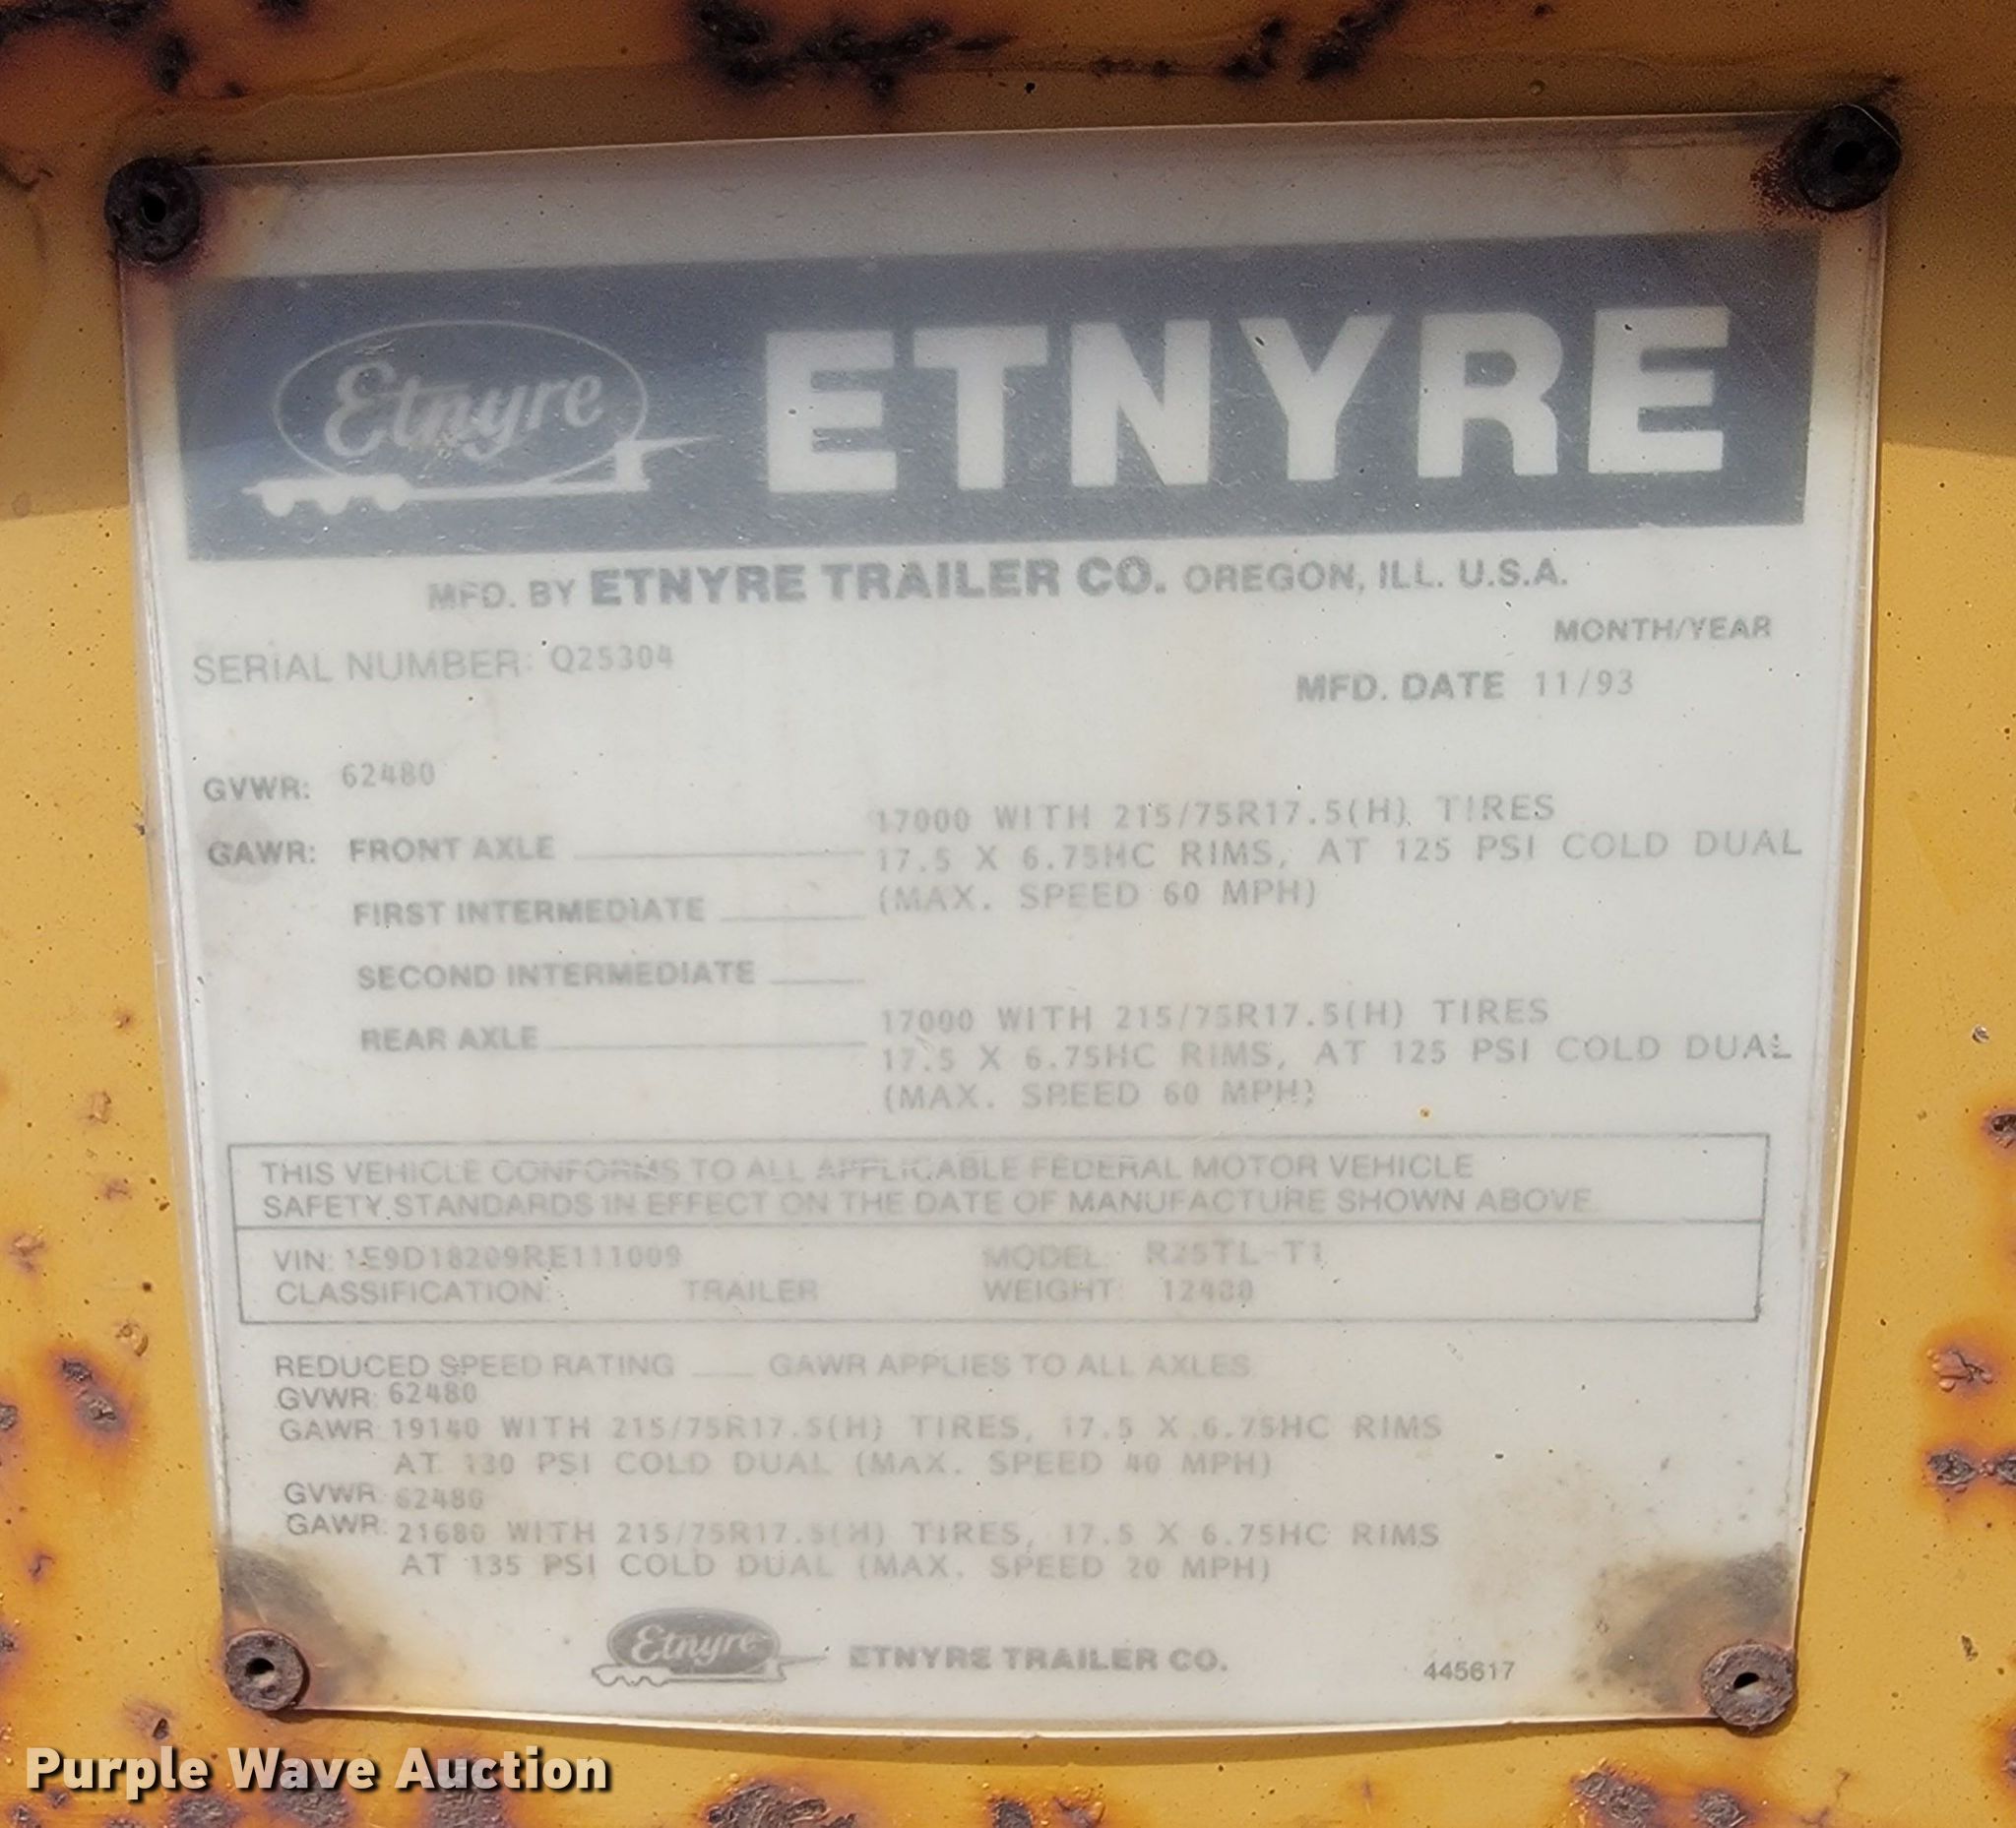 Etnyre ETNYRE
MFD. BY ETNYRE TRAILER CO. OREGON, ILL. U.S.A.
MONTH/YEAR
SERIAL NUMBER: Q25304
MFD. DATE 11/93
GVWR: 62480
17000 WITH 215/75R17.5(H) TIRES
GAWR: FRONT AXLE
17.5 X 6.75HC RIMS, AT 125 PSI COLD DUAL
(MAX. SPEED 60 MPH)
FIRST INTERMEDIATE
SECOND INTERMEDIATE
17000 WITH 215/75R17.5(H) TIRES
REAR AXLE
17.5 X 6.75HC RIMS, AT 125 PSI COLD DUAL
(MAX. SPEED 60 MPH)
THIS VEHICLE CONFORMS TO ALL APPLICABLE FEDERAL MOTOR VEHICLE
SAFETY STANDARDS IN EFFECT ON THE DATE OF MANUFACTURE SHOWN ABOVE
VIN: 1E9D18209RE111009 MODEL: R25TL-T1
CLASSIFICATION: TRAILER WEIGHT: 12480
REDUCED SPEED RATING ___ GAWR APPLIES TO ALL AXLES
GVWR: 62480
GAWR: 19140 WITH 215/75R17.5(H) TIRES, 17.5 X 6.75HC RIMS
AT 130 PSI COLD DUAL (MAX. SPEED 40 MPH)
GVWR 62480
GAWR: 21680 WITH 215/75R17.5(H) TIRES, 17.5 X 6.75HC RIMS
AT 135 PSI COLD DUAL (MAX. SPEED 20 MPH)
Etnyre ETNYRE TRAILER CO. 445617
Purple Wave Auction